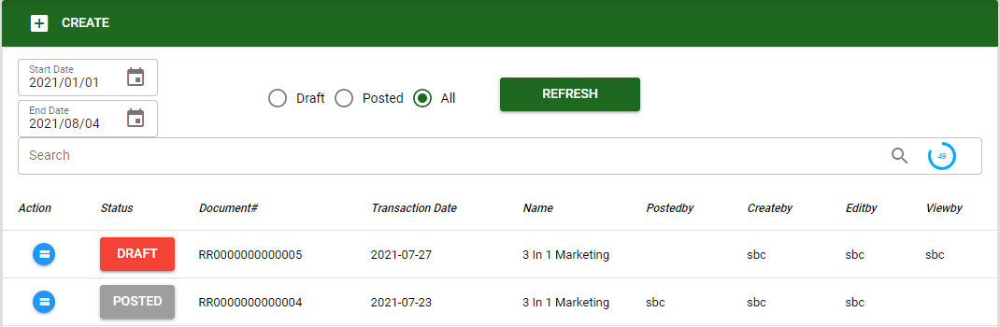 CREATE
Start Date
2021/01/01
End Date
2021/08/04
Draft Posted All
REFRESH
Search 49
Action Status Document# Transaction Date Name Postedby Createby Editby Viewby
DRAFT RR0000000000005 2021-07-27 3 In 1 Marketing sbc sbc sbc
POSTED RR0000000000004 2021-07-23 3 In 1 Marketing sbc sbc sbc